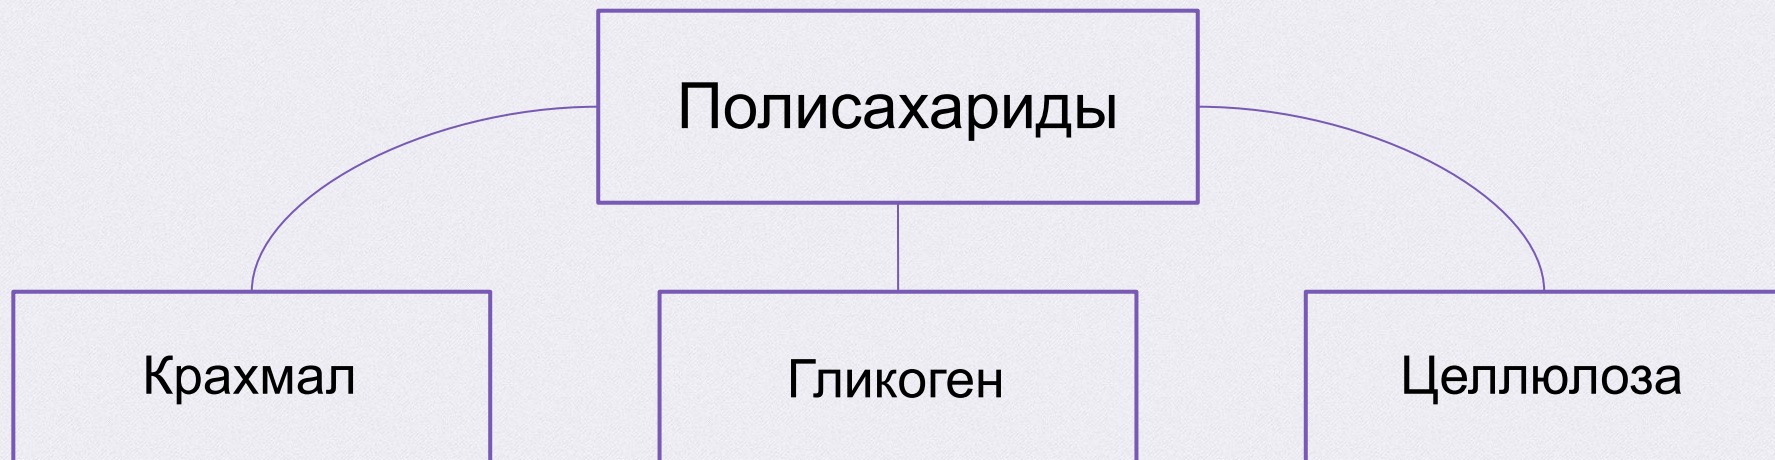 Полисахариды
Крахмал
Гликоген
Целлюлоза